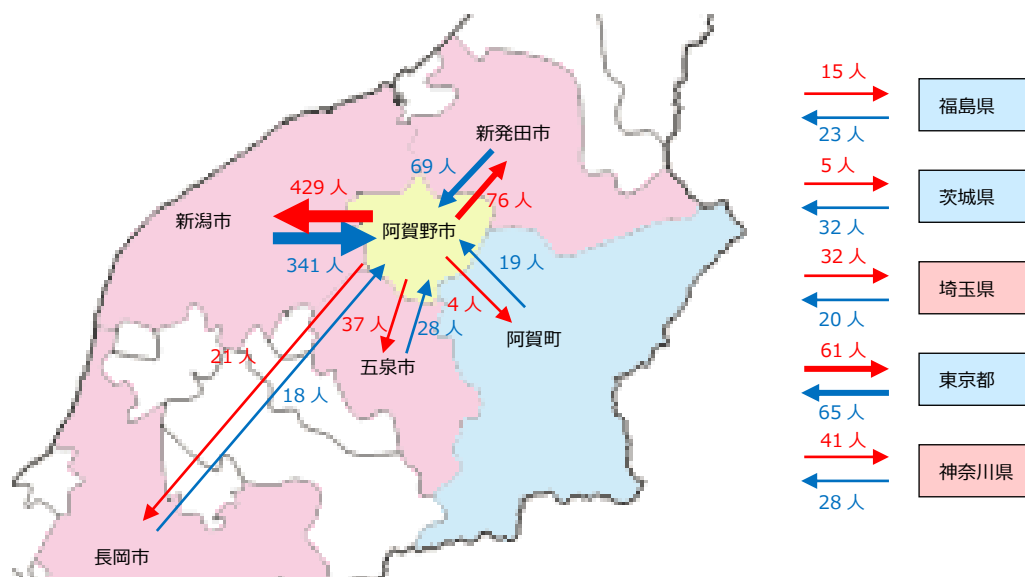 新発田市
69 人
76 人
429 人
新潟市
阿賀野市
341 人
19 人
4 人
37 人
28 人
阿賀町
五泉市
21 人
18 人
長岡市
15 人
福島県
23 人
5 人
茨城県
32 人
32 人
埼玉県
20 人
61 人
東京都
65 人
41 人
神奈川県
28 人